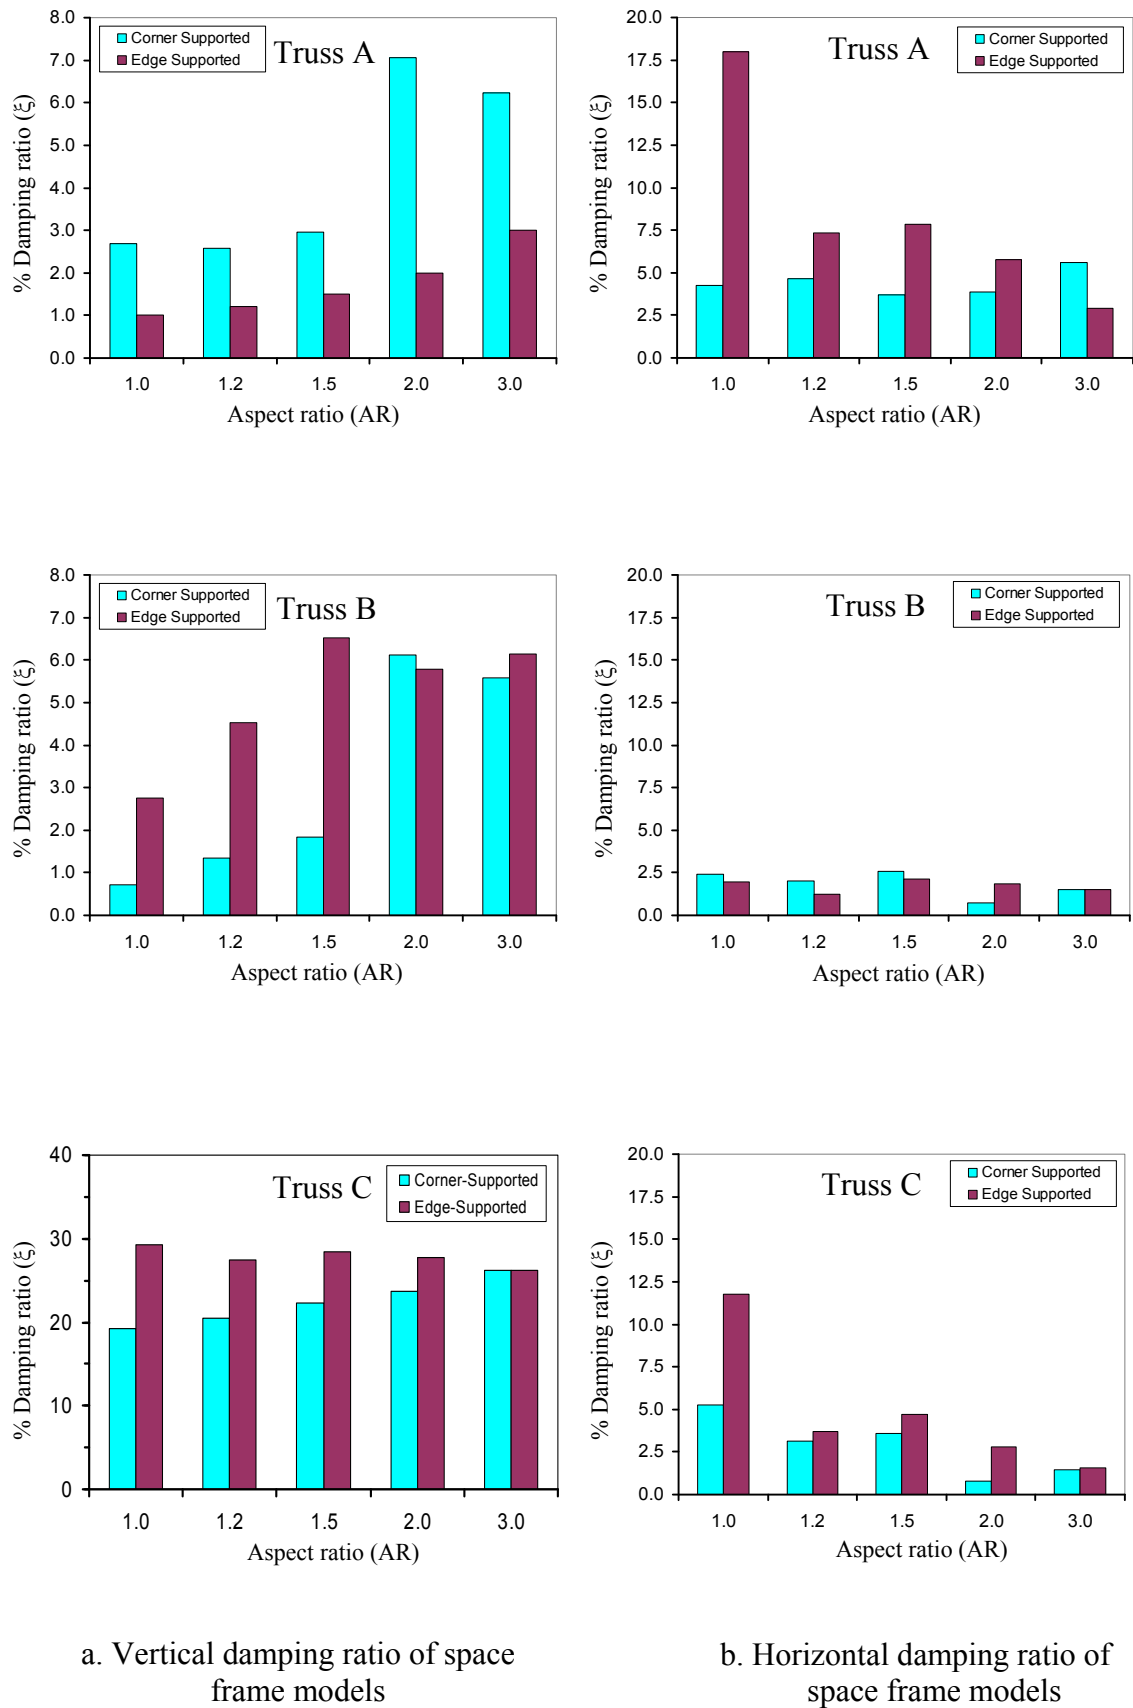 Truss A
Corner Supported
Edge Supported
% Damping ratio (ξ)
8.0
7.0
6.0
5.0
4.0
3.0
2.0
1.0
0.0
1.0 1.2 1.5 2.0 3.0
Aspect ratio (AR)
Truss A
Corner Supported
Edge Supported
% Damping ratio (ξ)
20.0
17.5
15.0
12.5
10.0
7.5
5.0
2.5
0.0
1.0 1.2 1.5 2.0 3.0
Aspect ratio (AR)
Truss B
Corner Supported
Edge Supported
% Damping ratio (ξ)
8.0
7.0
6.0
5.0
4.0
3.0
2.0
1.0
0.0
1.0 1.2 1.5 2.0 3.0
Aspect ratio (AR)
Truss B
Corner Supported
Edge Supported
% Damping ratio (ξ)
20.0
17.5
15.0
12.5
10.0
7.5
5.0
2.5
0.0
1.0 1.2 1.5 2.0 3.0
Aspect ratio (AR)
Truss C
Corner-Supported
Edge-Supported
% Damping ratio (ξ)
40
30
20
10
0
1.0 1.2 1.5 2.0 3.0
Aspect ratio (AR)
Truss C
Corner Supported
Edge Supported
% Damping ratio (ξ)
20.0
17.5
15.0
12.5
10.0
7.5
5.0
2.5
0.0
1.0 1.2 1.5 2.0 3.0
Aspect ratio (AR)
a. Vertical damping ratio of space
frame models
b. Horizontal damping ratio of
space frame models